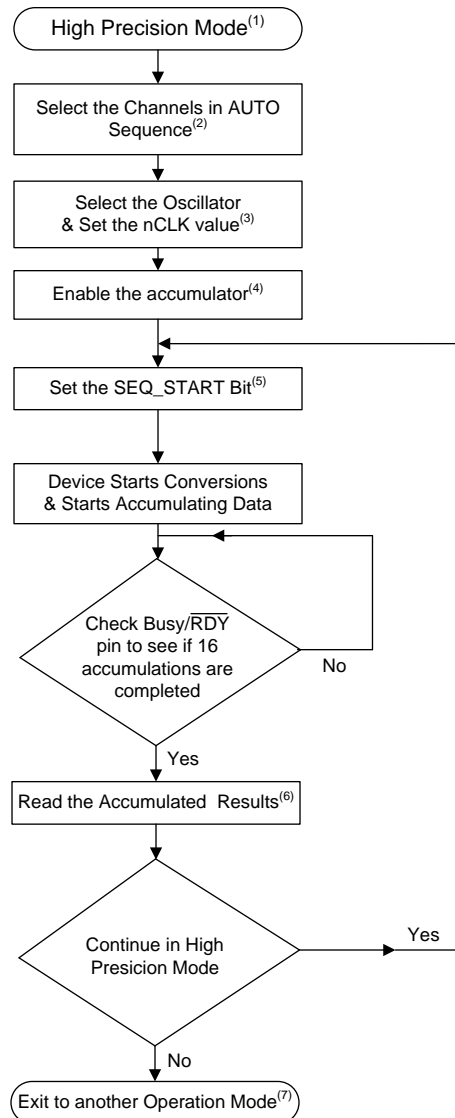 High Precision Mode(1)
Select the Channels in AUTO
Sequence(2)
Select the Oscillator
& Set the nCLK value(3)
Enable the accumulator(4)
Set the SEQ_START Bit(5)
Device Starts Conversions
& Starts Accumulating Data
Check Busy/R̅D̅Y̅
pin to see if 16
accumulations are
completed
No
Yes
Read the Accumulated Results(6)
Continue in High
Presicion Mode
Yes
No
Exit to another Operation Mode(7)